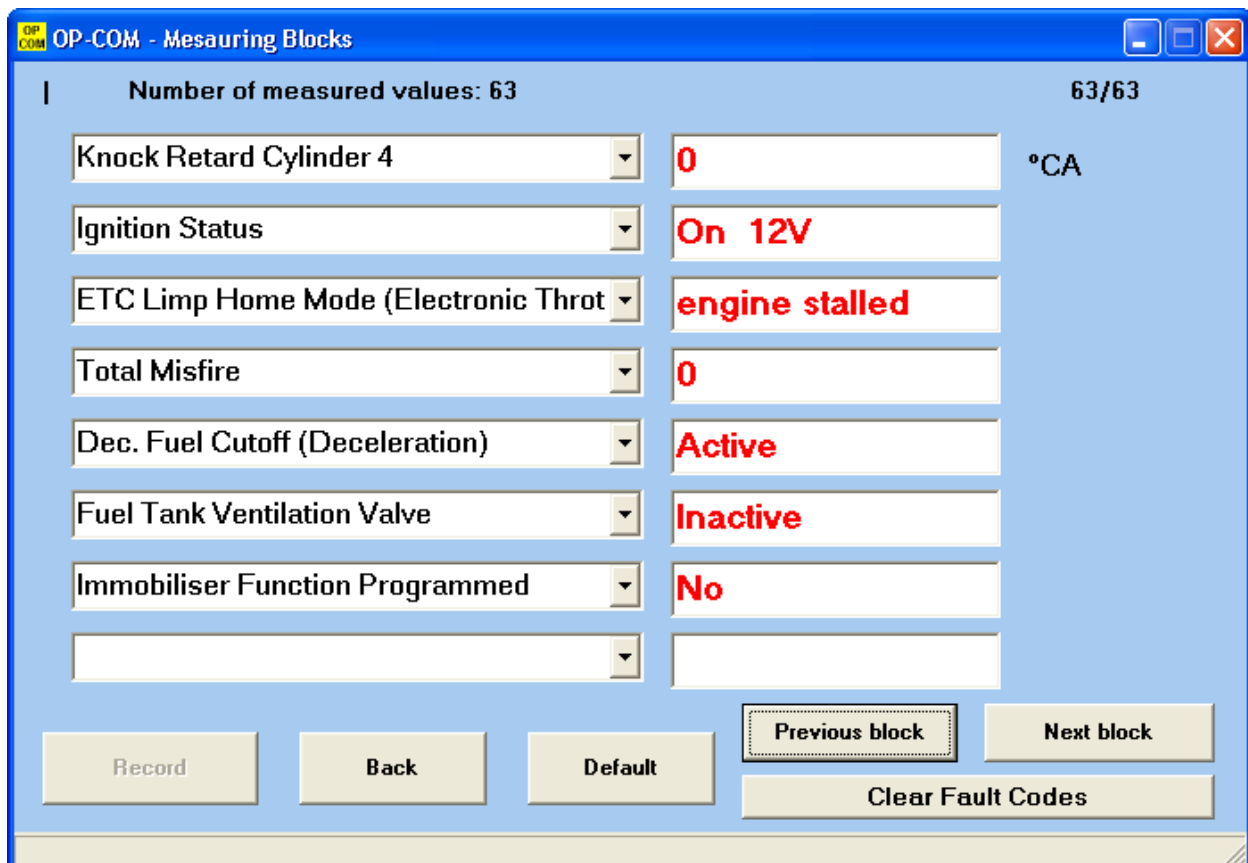 OP COM OP-COM - Mesauring Blocks
Number of measured values: 63 63/63
Knock Retard Cylinder 4 0 ºCA
Ignition Status On 12V
ETC Limp Home Mode (Electronic Throt engine stalled
Total Misfire 0
Dec. Fuel Cutoff (Deceleration) Active
Fuel Tank Ventilation Valve Inactive
Immobiliser Function Programmed No
Previous block Next block
Record Back Default
Clear Fault Codes